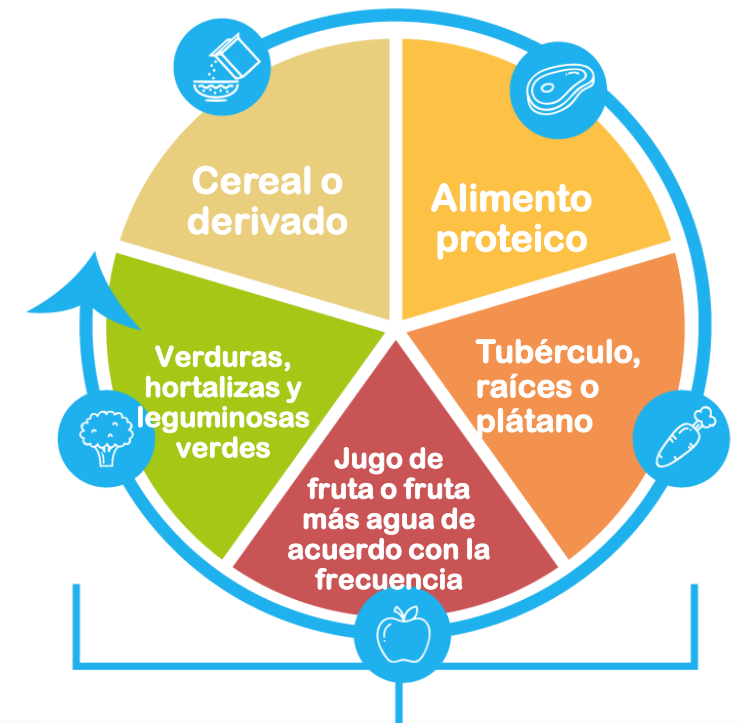 Cereal o
derivado
Alimento
proteico
Tubérculo,
raíces o
plátano
Jugo de
fruta o fruta
más agua de
acuerdo con la
frecuencia
Verduras,
hortalizas y
leguminosas
verdes